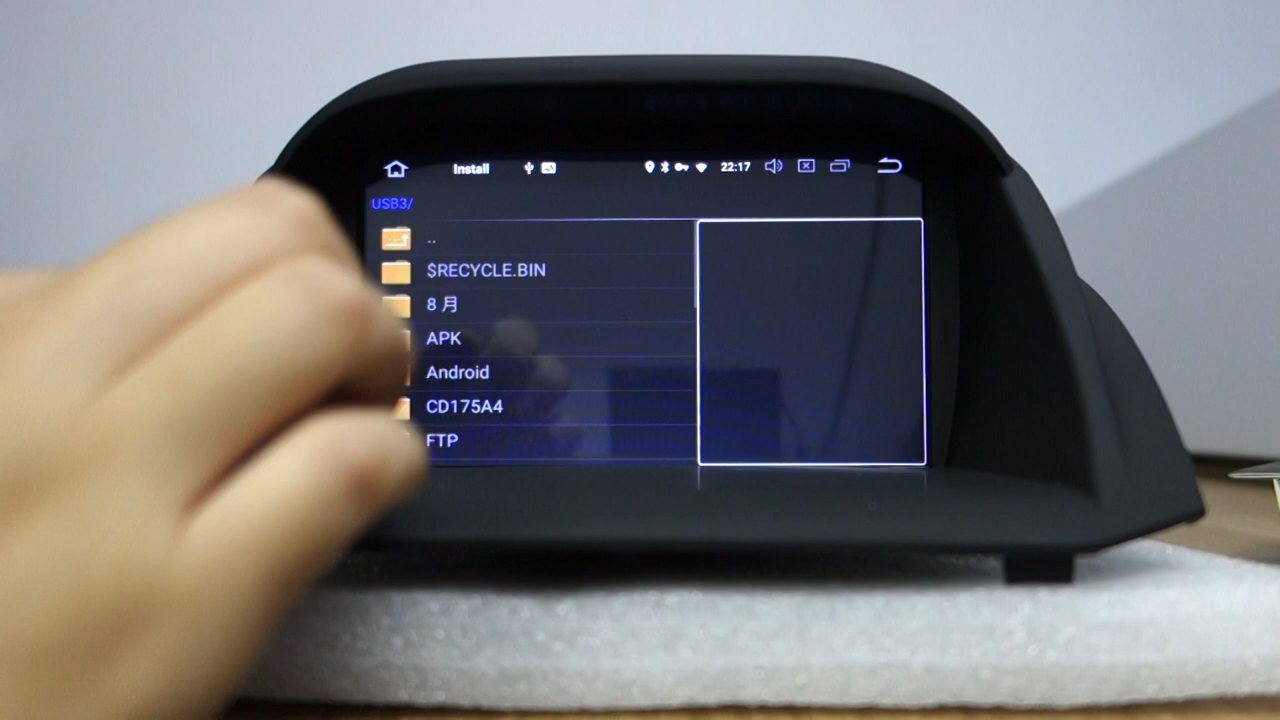 Install 22:17
USB3/
..
$RECYCLE.BIN
8 月
APK
Android
CD175A4
FTP